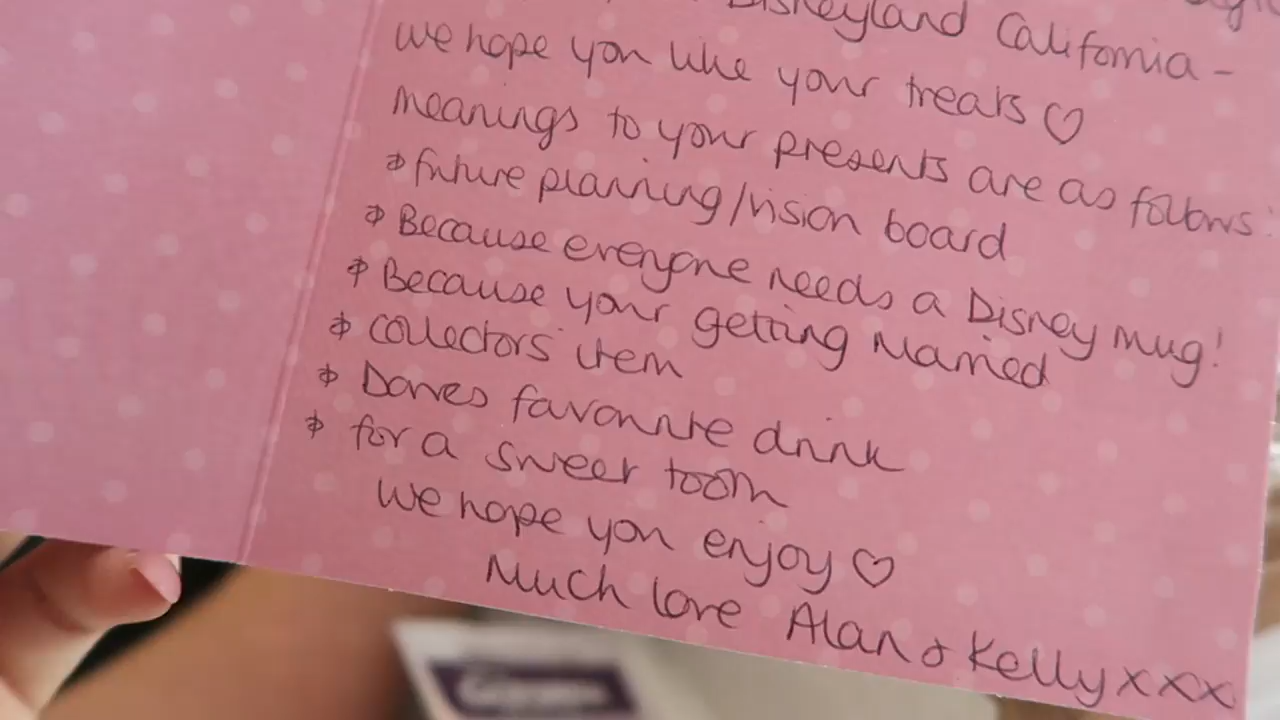 Disneyland California -
we hope you like your treats ♡
Meanings to your presents are as follows:
* future planning/vision board
* Because everyone needs a Disney mug!
* Because your getting Married
* collectors item
* Daves favourite drink
* for a sweet tooth
We hope you enjoy ♡
Much love Alan & Kelly xxx